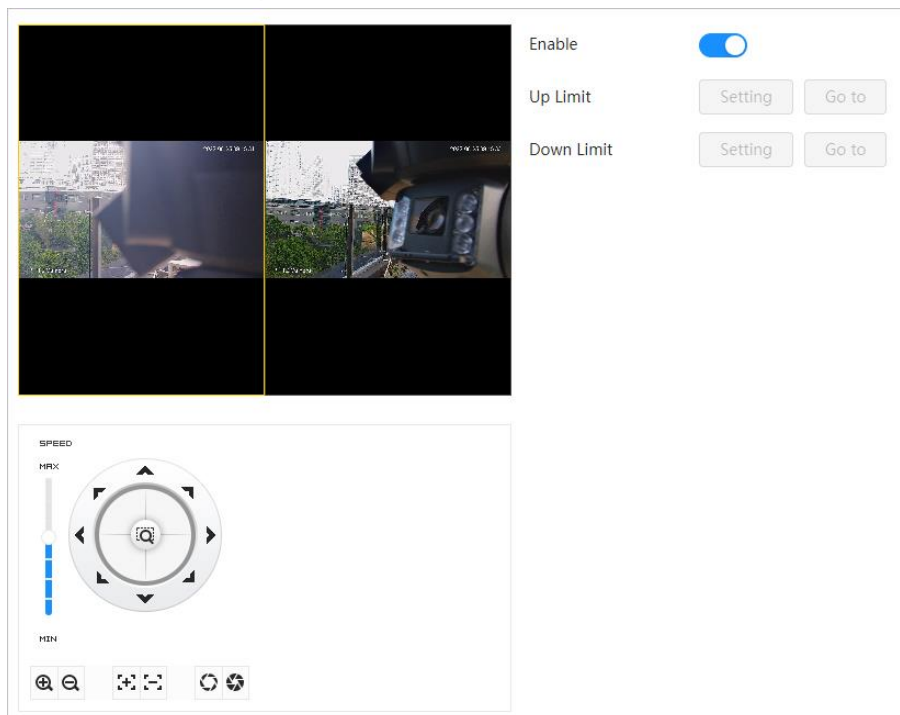 Enable
Up Limit
Setting
Go to
Down Limit
Setting
Go to
SPEED
MAX
MIN